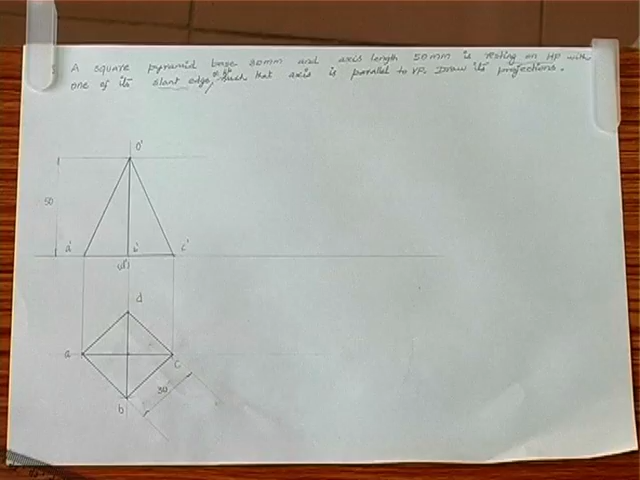 A square pyramid base 30mm and axis length 50mm is resting on HP with
one of its slant edge, such that axis is parallel to VP. Draw its projections.
o'
50
a' b' c'
d
a c
30
b